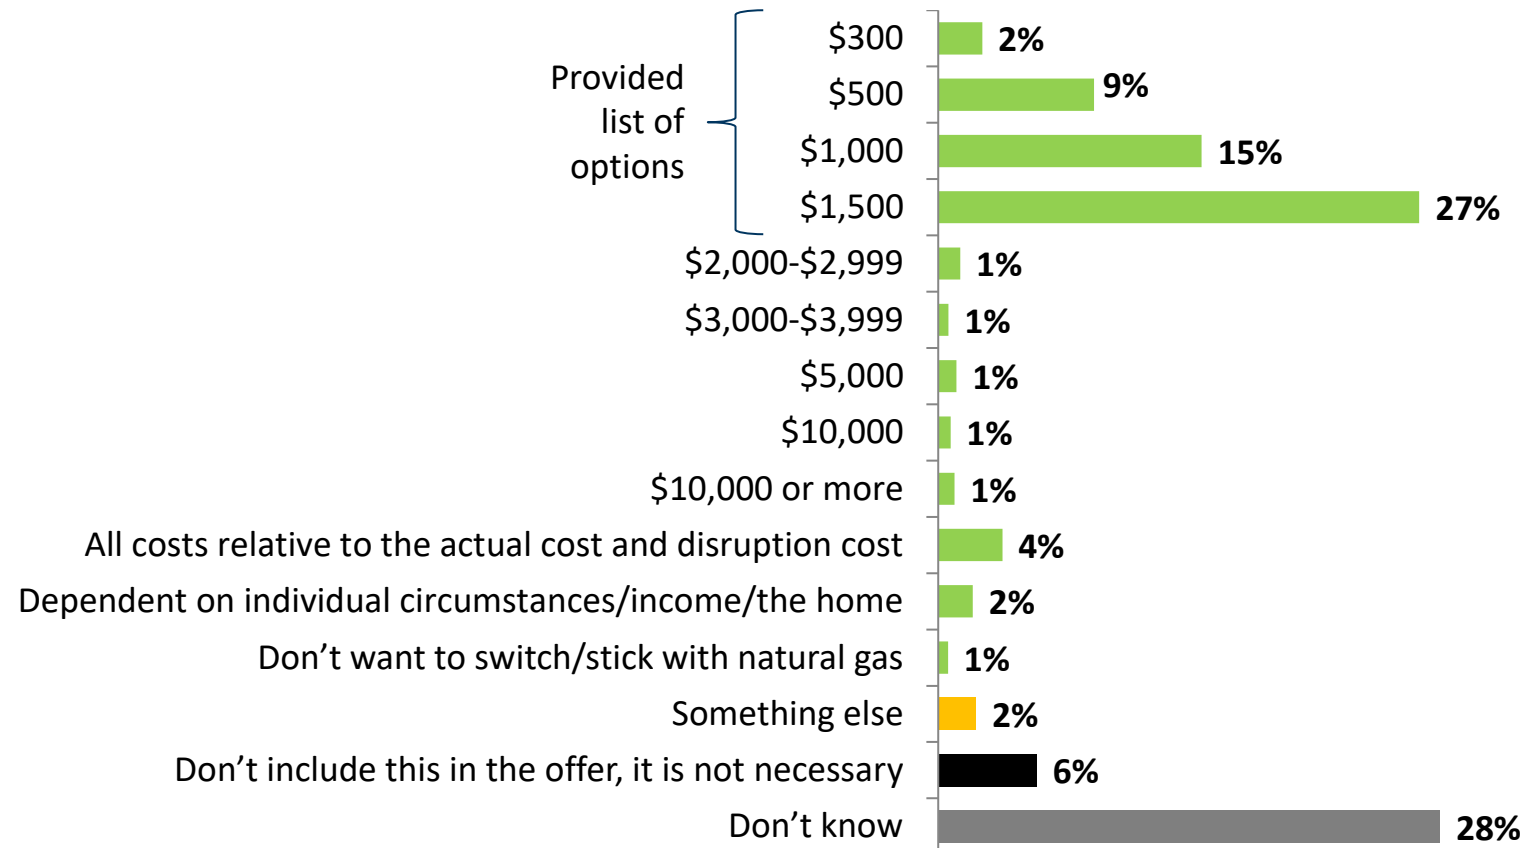 Provided
list of
options
$300 2%
$500 9%
$1,000 15%
$1,500 27%
$2,000-$2,999 1%
$3,000-$3,999 1%
$5,000 1%
$10,000 1%
$10,000 or more 1%
All costs relative to the actual cost and disruption cost 4%
Dependent on individual circumstances/income/the home 2%
Don’t want to switch/stick with natural gas 1%
Something else 2%
Don’t include this in the offer, it is not necessary 6%
Don’t know 28%